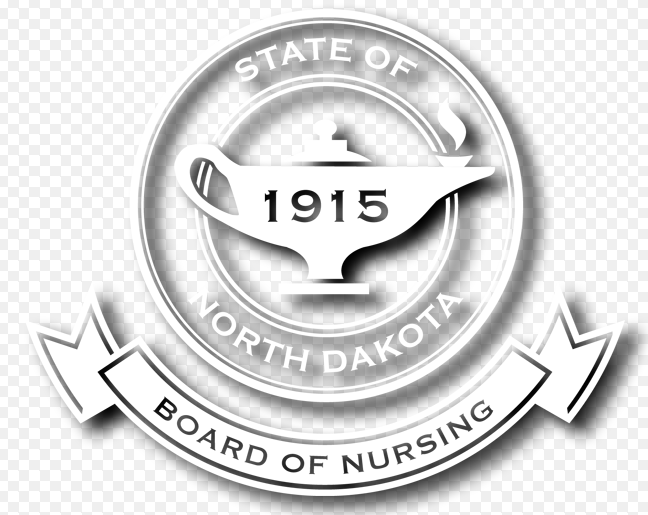 STATE OF
1915
NORTH DAKOTA
BOARD OF NURSING